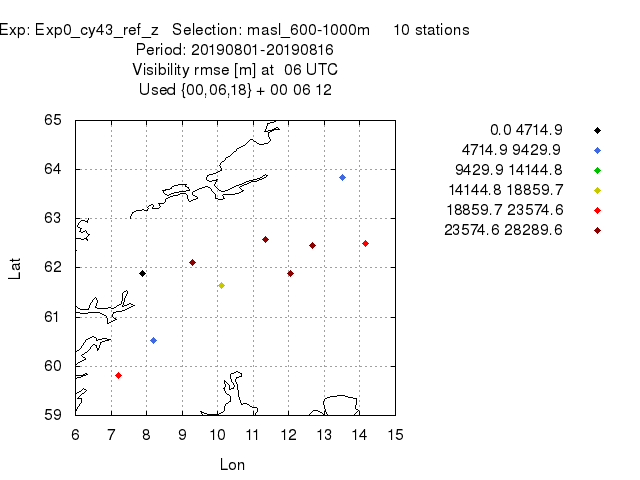 Exp: Exp0_cy43_ref_z Selection: masl_600-1000m 10 stations
Period: 20190801-20190816
Visibility rmse [m] at 06 UTC
Used {00,06,18} + 00 06 12
0.0 4714.9
4714.9 9429.9
9429.9 14144.8
14144.8 18859.7
18859.7 23574.6
23574.6 28289.6
Lat
65
64
63
62
61
60
59
6 7 8 9 10 11 12 13 14 15
Lon